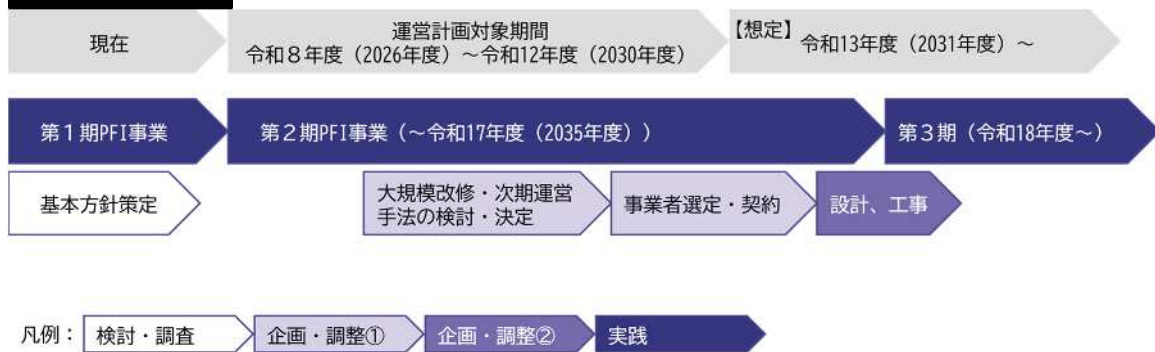 現在
運営計画対象期間
令和8年度（2026年度）～令和12年度（2030年度）
【想定】令和13年度（2031年度）～
第1期PFI事業
第2期PFI事業（～令和17年度（2035年度））
第3期（令和18年度～）
基本方針策定
大規模改修・次期運営
手法の検討・決定
事業者選定・契約
設計、工事
凡例： 検討・調査 企画・調整① 企画・調整② 実践